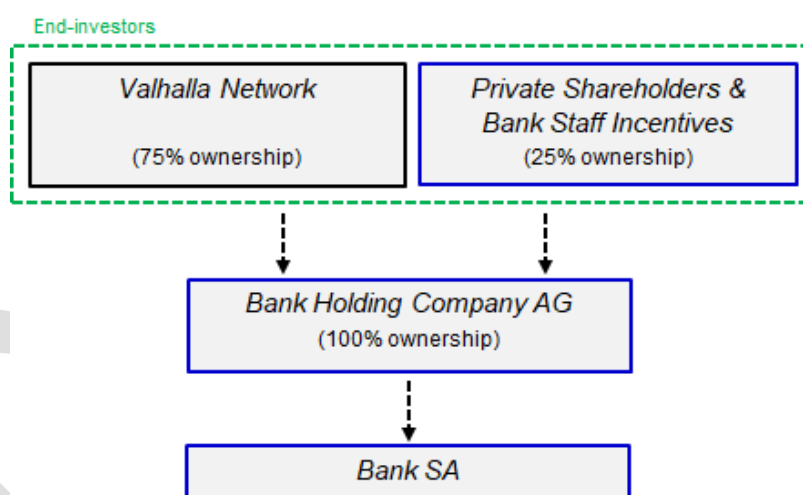 End-investors
Valhalla Network
(75% ownership)
Private Shareholders &
Bank Staff Incentives
(25% ownership)
Bank Holding Company AG
(100% ownership)
Bank SA